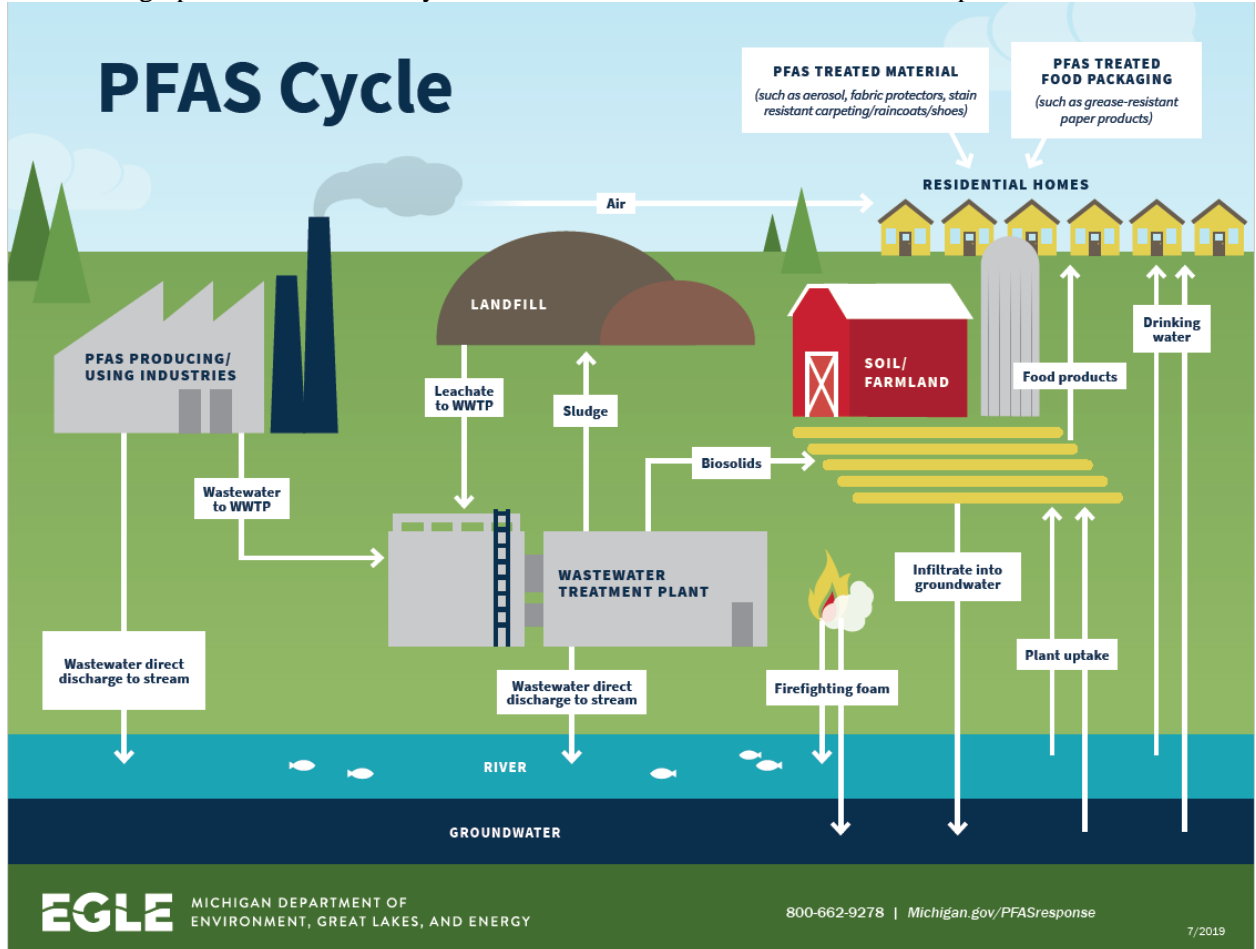 PFAS Cycle
PFAS TREATED MATERIAL
(such as aerosol, fabric protectors, stain
resistant carpeting/raincoats/shoes)
PFAS TREATED
FOOD PACKAGING
(such as grease-resistant
paper products)
RESIDENTIAL HOMES
Air
LANDFILL
PFAS PRODUCING/
USING INDUSTRIES
SOIL/
FARMLAND
Drinking
water
Food products
Leachate
to WWTP
Sludge
Biosolids
Wastewater
to WWTP
WASTEWATER
TREATMENT PLANT
Infiltrate into
groundwater
Plant uptake
Wastewater direct
discharge to stream
Wastewater direct
discharge to stream
Firefighting foam
RIVER
GROUNDWATER
EGLE
MICHIGAN DEPARTMENT OF
ENVIRONMENT, GREAT LAKES, AND ENERGY
800-662-9278 | Michigan.gov/PFASresponse
7/2019